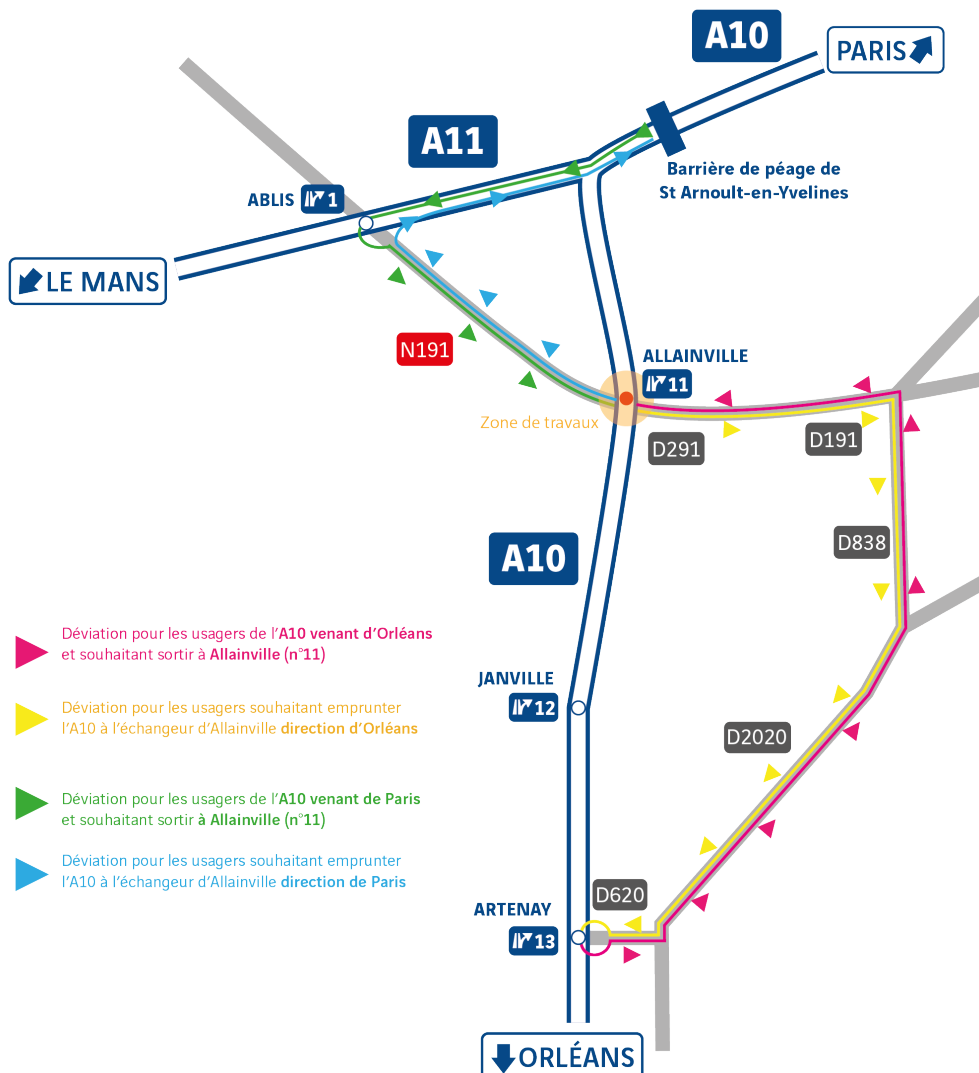 A10
PARIS
A11
Barrière de péage de
St Arnoult-en-Yvelines
ABLIS 1
LE MANS
N191
ALLAINVILLE
11
Zone de travaux
D291
D191
D838
A10
Déviation pour les usagers de l'A10 venant d'Orléans
et souhaitant sortir à Allainville (n°11)
JANVILLE
12
Déviation pour les usagers souhaitant emprunter
l'A10 à l'échangeur d'Allainville direction d'Orléans
D2020
Déviation pour les usagers de l'A10 venant de Paris
et souhaitant sortir à Allainville (n°11)
Déviation pour les usagers souhaitant emprunter
l'A10 à l'échangeur d'Allainville direction de Paris
D620
ARTENAY
13
ORLÉANS